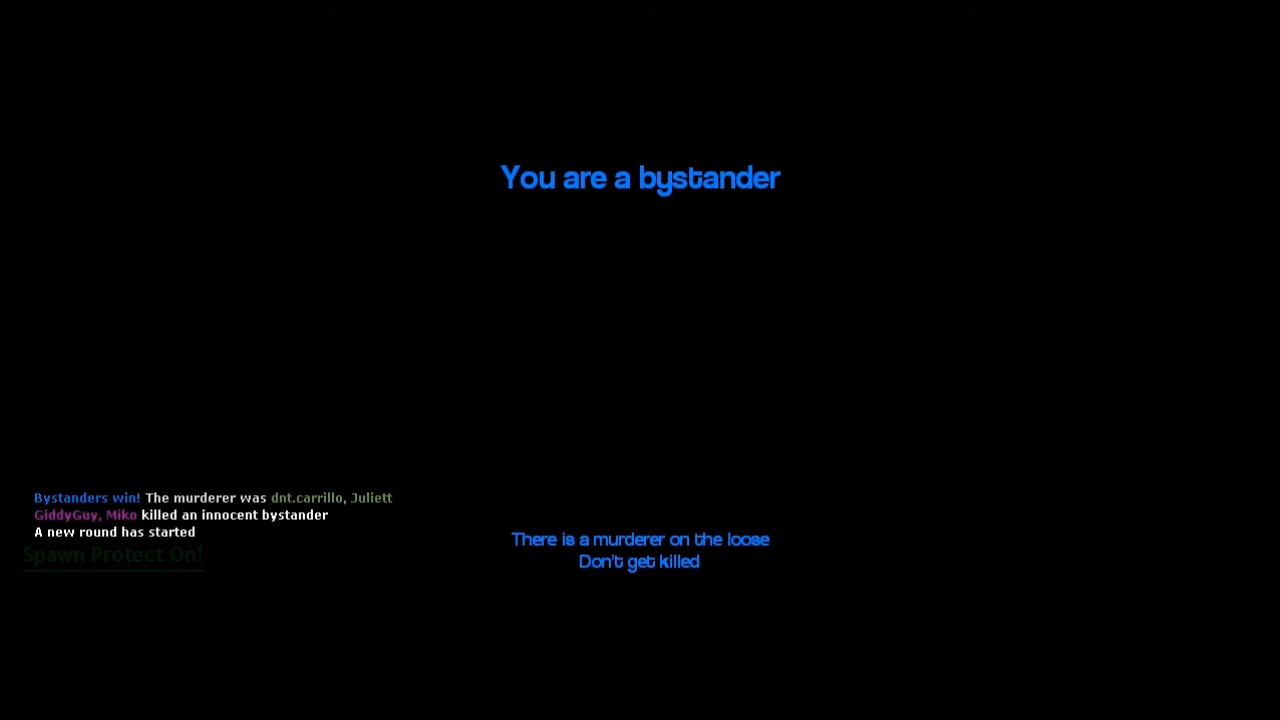 You are a bystander
Bystanders win! The murderer was dnt.carrillo, Juliett
GiddyGuy, Miko killed an innocent bystander
A new round has started
Spawn Protect On!
There is a murderer on the loose
Don't get killed